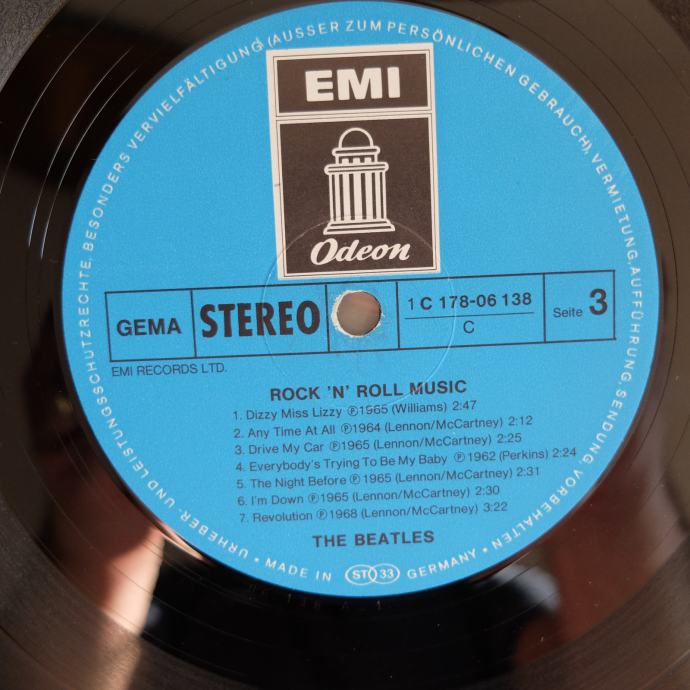 URHEBER- UND LEISTUNGSSCHUTZRECHTE, BESONDERS VERVIELFÄLTIGUNG (AUSSER ZUM PERSÖNLICHEN GEBRAUCH), VERMIETUNG, AUFFÜHRUNG, SENDUNG VORBEHALTEN
EMI
Odeon
GEMA
STEREO
1 C 178-06 138
C
Seite 3
EMI RECORDS LTD.
ROCK 'N' ROLL MUSIC
1. Dizzy Miss Lizzy ℗1965 (Williams) 2:47
2. Any Time At All ℗1964 (Lennon/McCartney) 2:12
3. Drive My Car ℗1965 (Lennon/McCartney) 2:25
4. Everybody's Trying To Be My Baby ℗1962 (Perkins) 2:24
5. The Night Before ℗1965 (Lennon/McCartney) 2:31
6. I'm Down ℗1965 (Lennon/McCartney) 2:30
7. Revolution ℗1968 (Lennon/McCartney) 3:22
THE BEATLES
• MADE IN ST 33 GERMANY •